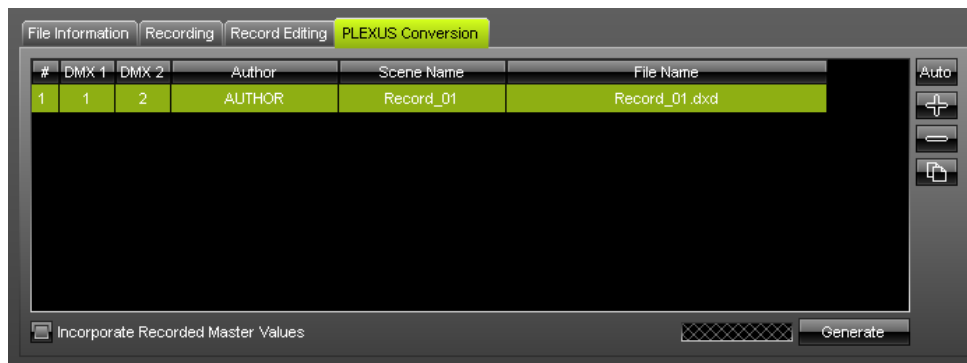 File Information Recording Record Editing PLEXUS Conversion
# DMX 1 DMX 2 Author Scene Name File Name Auto
1 1 2 AUTHOR Record_01 Record_01.dxd
Incorporate Recorded Master Values Generate